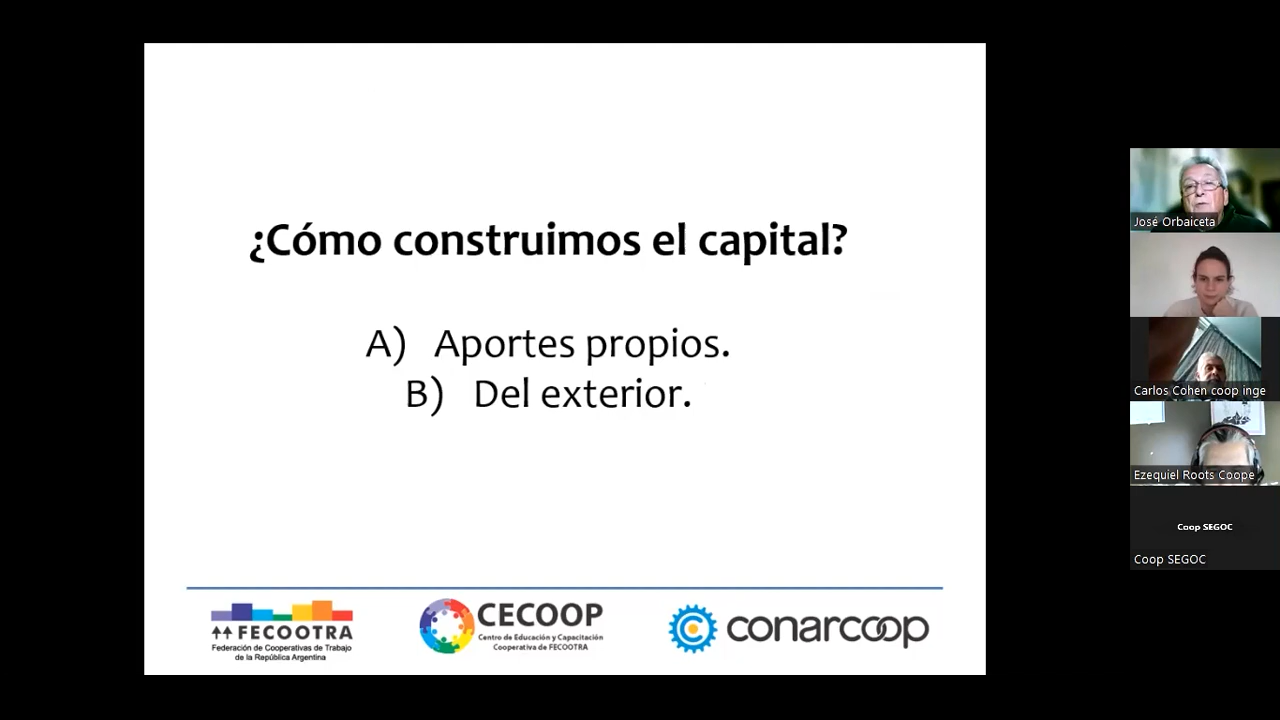 ¿Cómo construimos el capital?
A) Aportes propios.
B) Del exterior.
FECOOTRA
Federación de Cooperativas de Trabajo
de la República Argentina
CECOOP
Centro de Educación y Capacitación
Cooperativa de FECOOTRA
conarcoop
José Orbaiceta
Carlos Cohen coop inge
Ezequiel Roots Coope
Coop SEGOC
Coop SEGOC